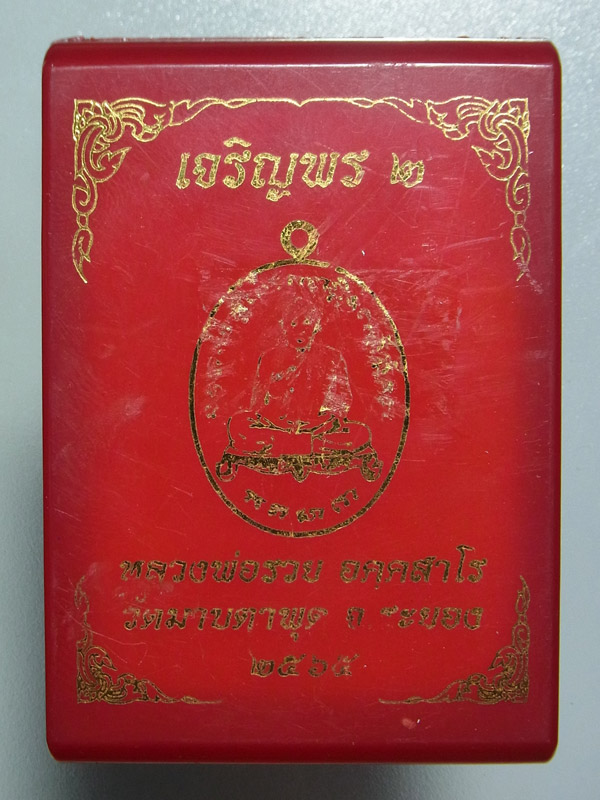 เจริญพร ๒
หลวงพ่อรวย อคฺคสาโร
วัดมาบตาพุด จ.ระยอง
๒๕๖๕